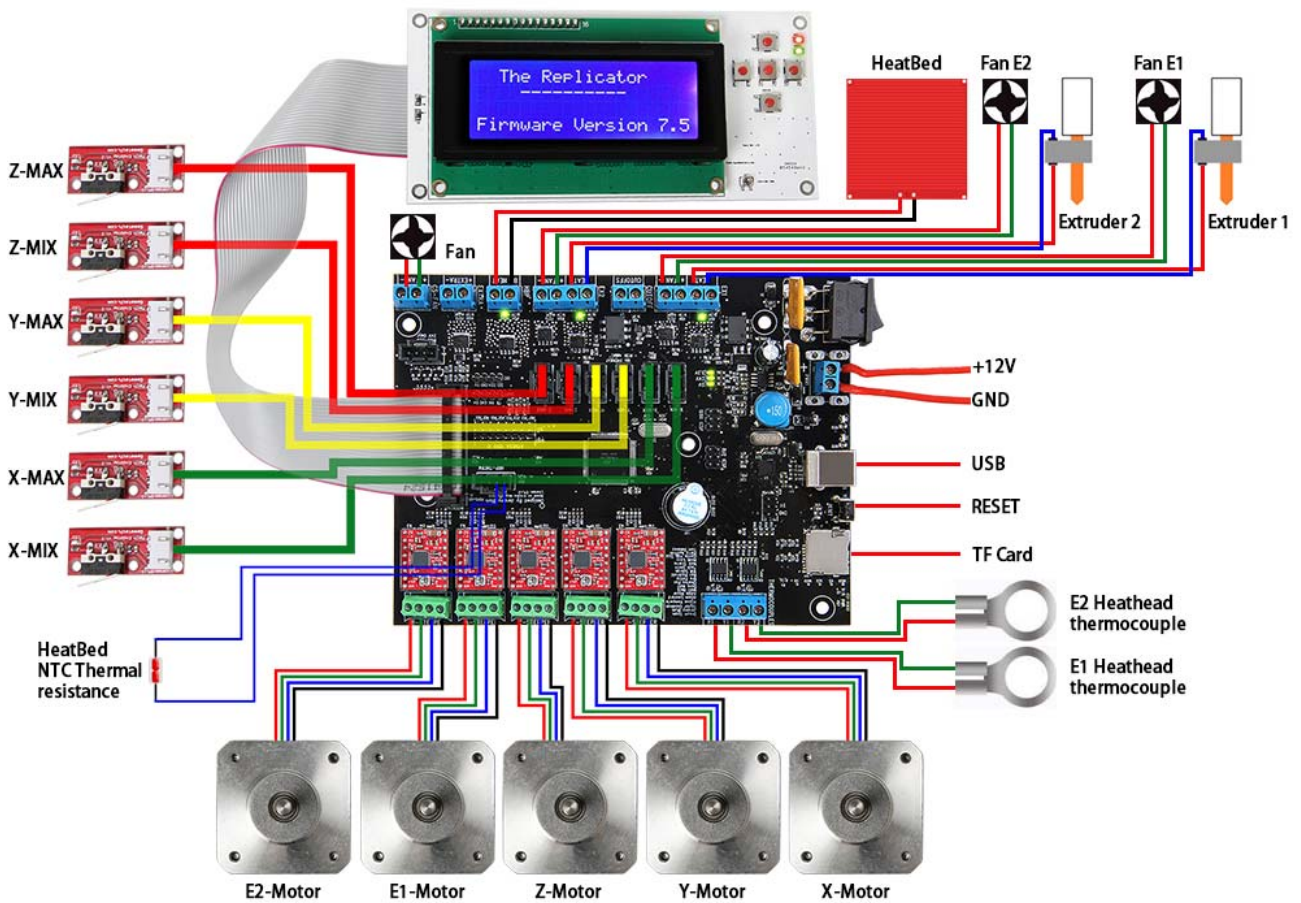 The Replicator
Firmware Version 7.5
HeatBed
Fan E2
Fan E1
Extruder 2
Extruder 1
Z-MAX
Z-MIX
Y-MAX
Y-MIX
X-MAX
X-MIX
Fan
+12V
GND
USB
RESET
TF Card
E2 Heathead
thermocouple
E1 Heathead
thermocouple
HeatBed
NTC Thermal
resistance
E2-Motor
E1-Motor
Z-Motor
Y-Motor
X-Motor